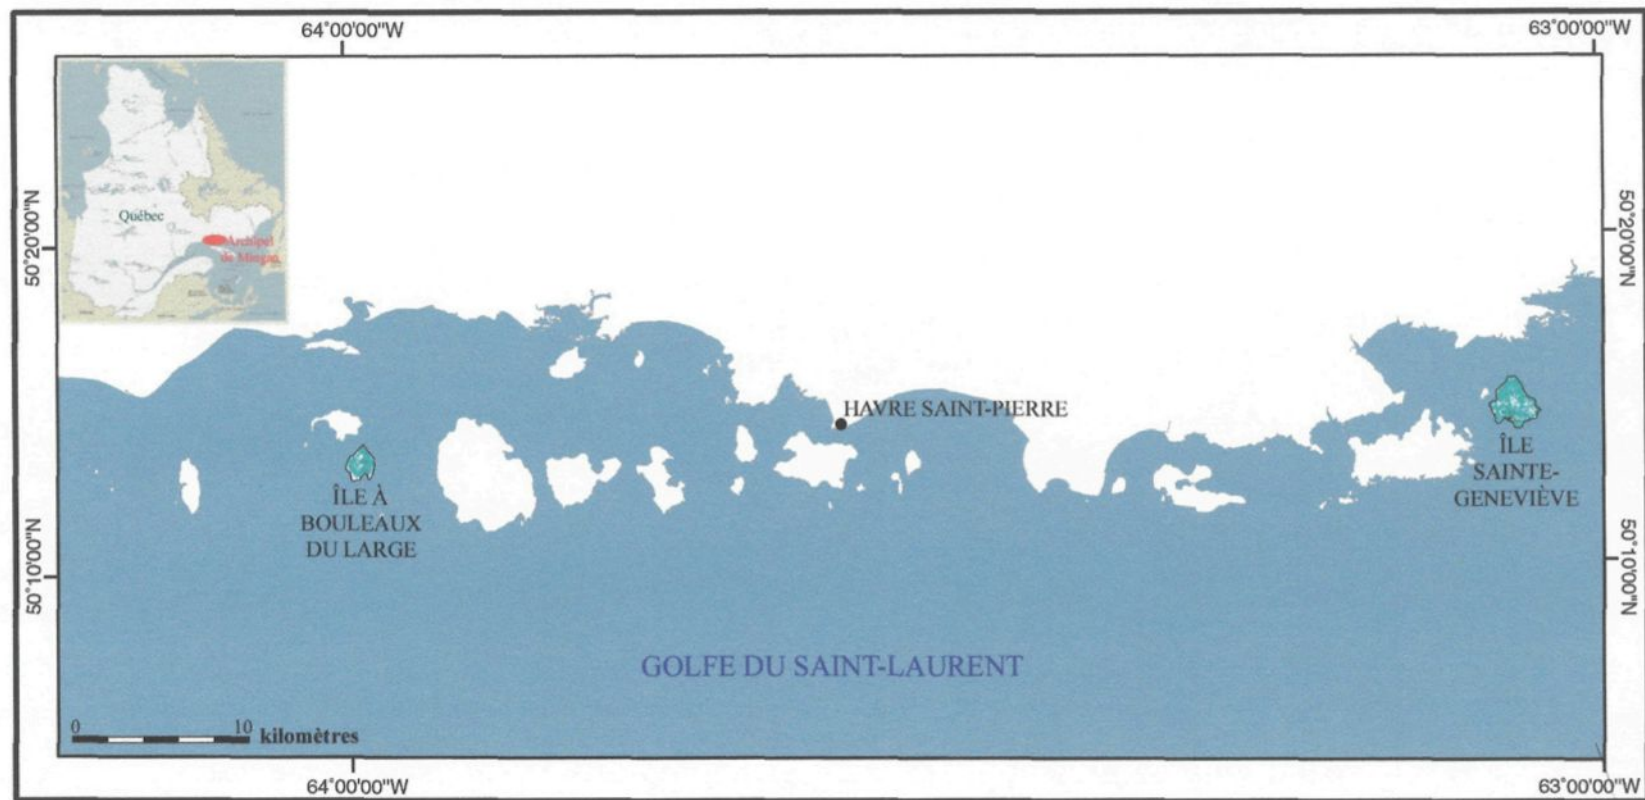 64°00'00"W
63°00'00"W
50°20'00"N
50°20'00"N
Québec
Archipel
de Mingan
HAVRE SAINT-PIERRE
ÎLE À
BOULEAUX
DU LARGE
ÎLE
SAINTE-
GENEVIÈVE
50°10'00"N
50°10'00"N
GOLFE DU SAINT-LAURENT
0 10 kilomètres
64°00'00"W
63°00'00"W